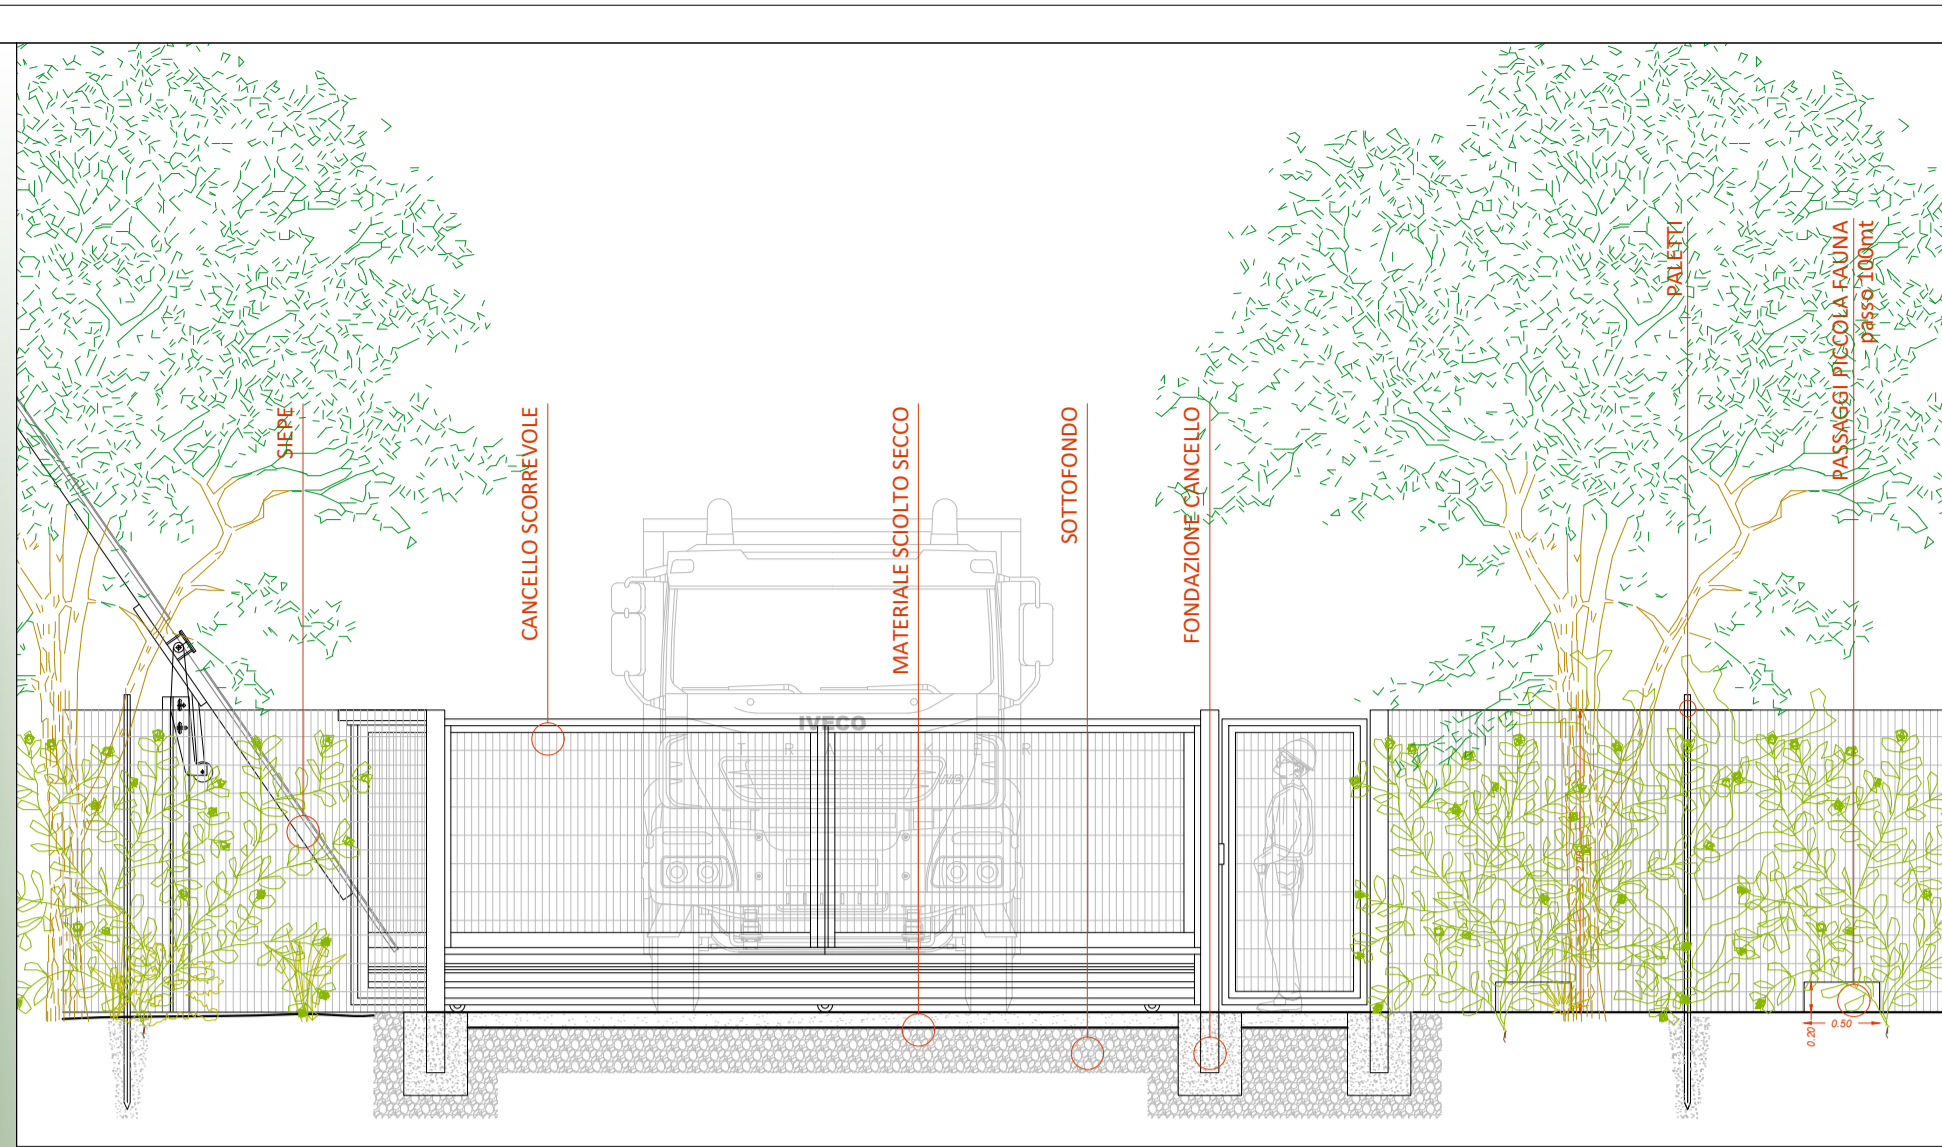 SIEPE
CANCELLO SCORREVOLE
MATERIALE SCIOLTO SECCO
SOTTOFONDO
FONDAZIONE CANCELLO
PALETTI
PASSAGGI PICCOLA FAUNA
passo 100mt
IVECO
TRAKKER
0.20
0.50